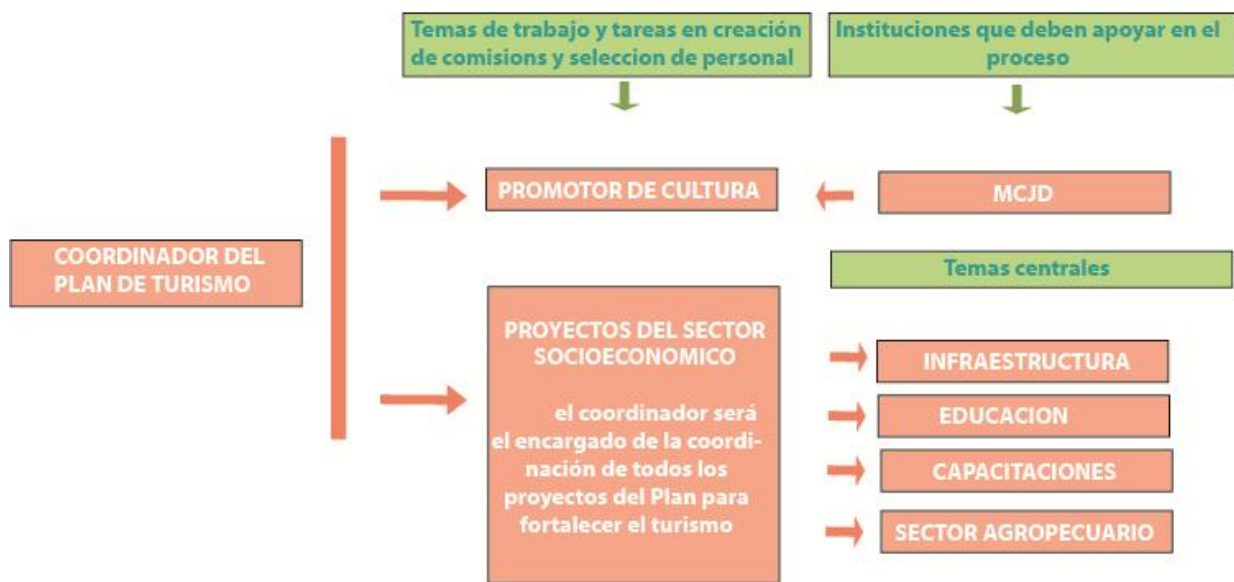 Temas de trabajo y tareas en creación
de comisions y seleccion de personal
Instituciones que deben apoyar en el
proceso
PROMOTOR DE CULTURA
MCJD
COORDINADOR DEL
PLAN DE TURISMO
Temas centrales
PROYECTOS DEL SECTOR
SOCIOECONOMICO
el coordinador será
el encargado de la coordi-
nación de todos los
proyectos del Plan para
fortalecer el turismo
INFRAESTRUCTURA
EDUCACION
CAPACITACIONES
SECTOR AGROPECUARIO